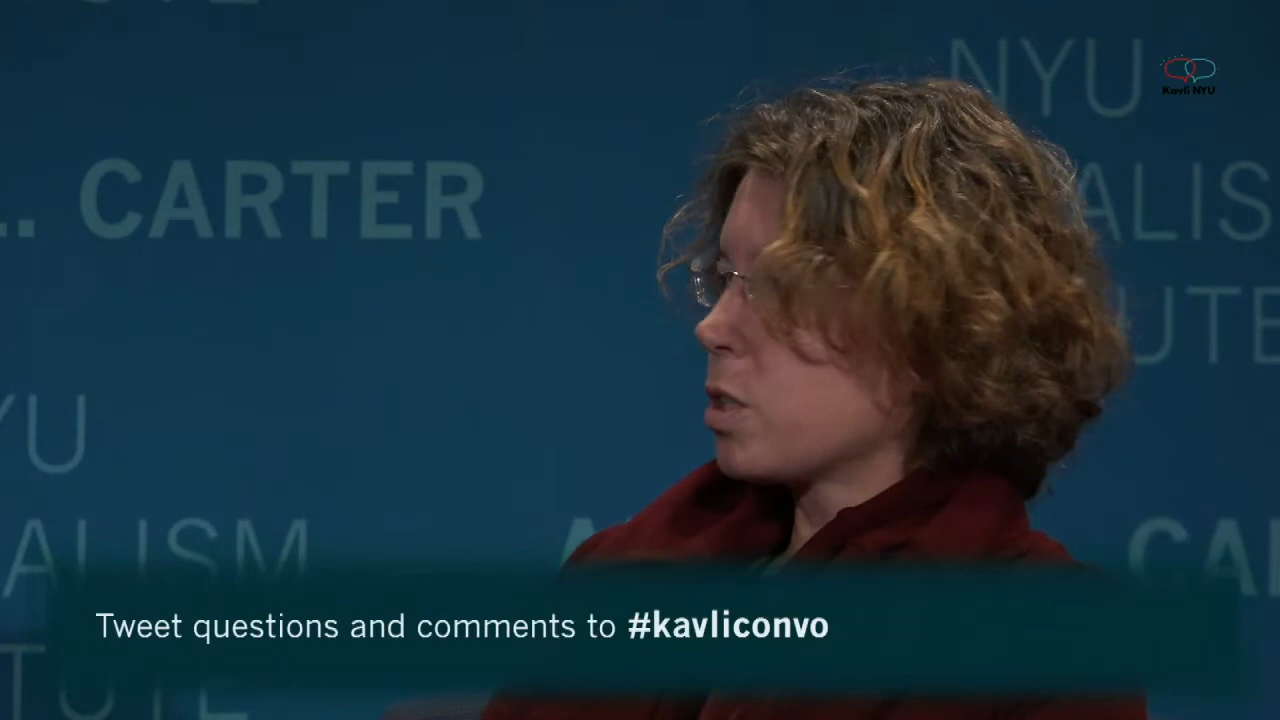 NYU
Kavli NYU
.. CARTER
ALIS
UTE
YU
ALISM
CA
Tweet questions and comments to #kavliconvo